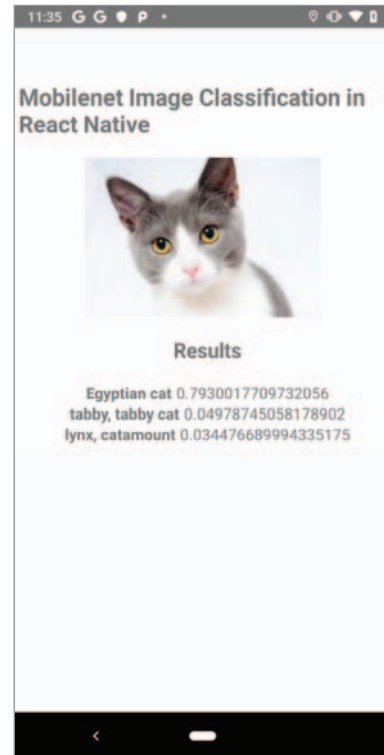 11:35 G G P
Mobilenet Image Classification in
React Native
Results
Egyptian cat 0.7930017709732056
tabby, tabby cat 0.04978745058178902
lynx, catamount 0.034476689994335175